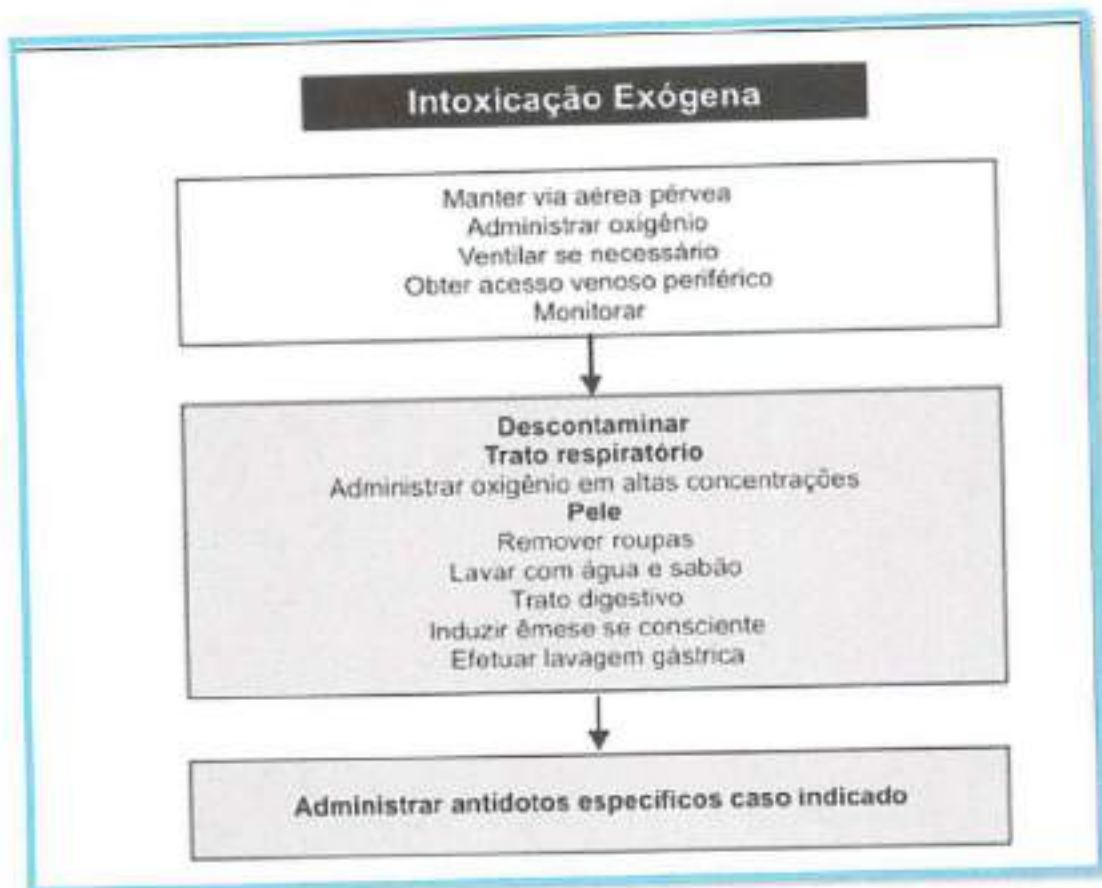 Intoxicação Exógena
Manter via aérea pérvea
Administrar oxigênio
Ventilar se necessário
Obter acesso venoso periférico
Monitorar
Descontaminar
Trato respiratório
Administrar oxigênio em altas concentrações
Pele
Remover roupas
Lavar com água e sabão
Trato digestivo
Induzir êmese se consciente
Efetuar lavagem gástrica
Administrar antidotos específicos caso indicado